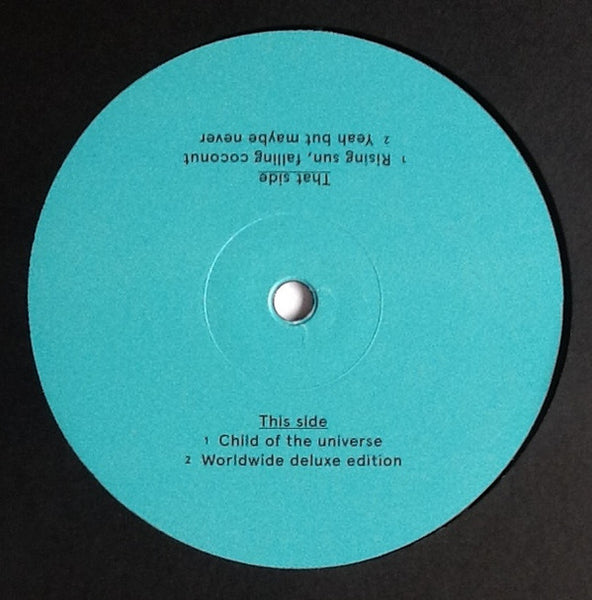 That side
1 Rising sun, falling coconut
2 Yeah but maybe never
This side
1 Child of the universe
2 Worldwide deluxe edition